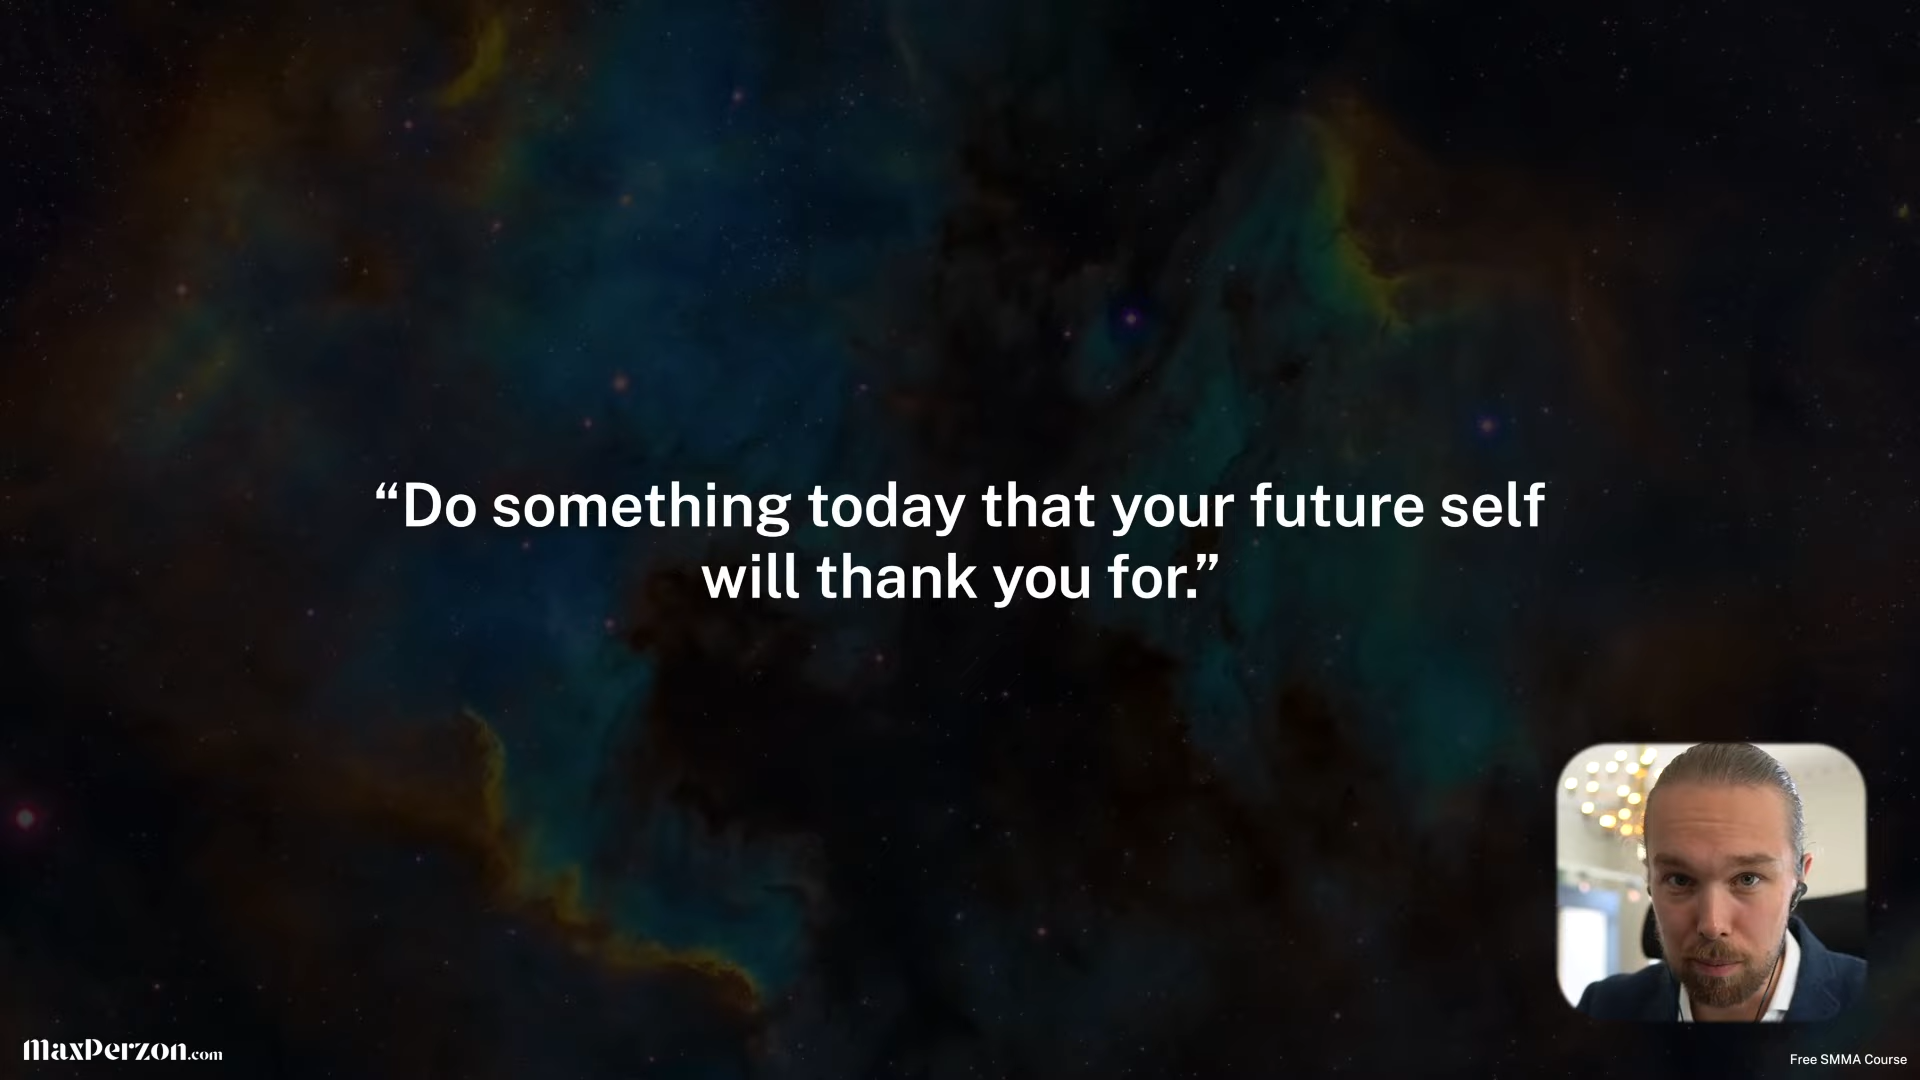 “Do something today that your future self
will thank you for.”
MaxPerzon.com
Free SMMA Course